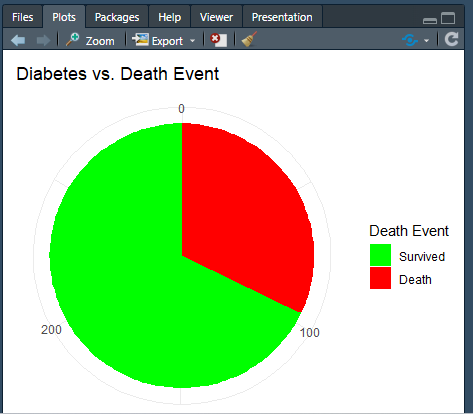 Files Plots Packages Help Viewer Presentation
Zoom Export
Diabetes vs. Death Event
0
Death Event
Survived
Death
200
100